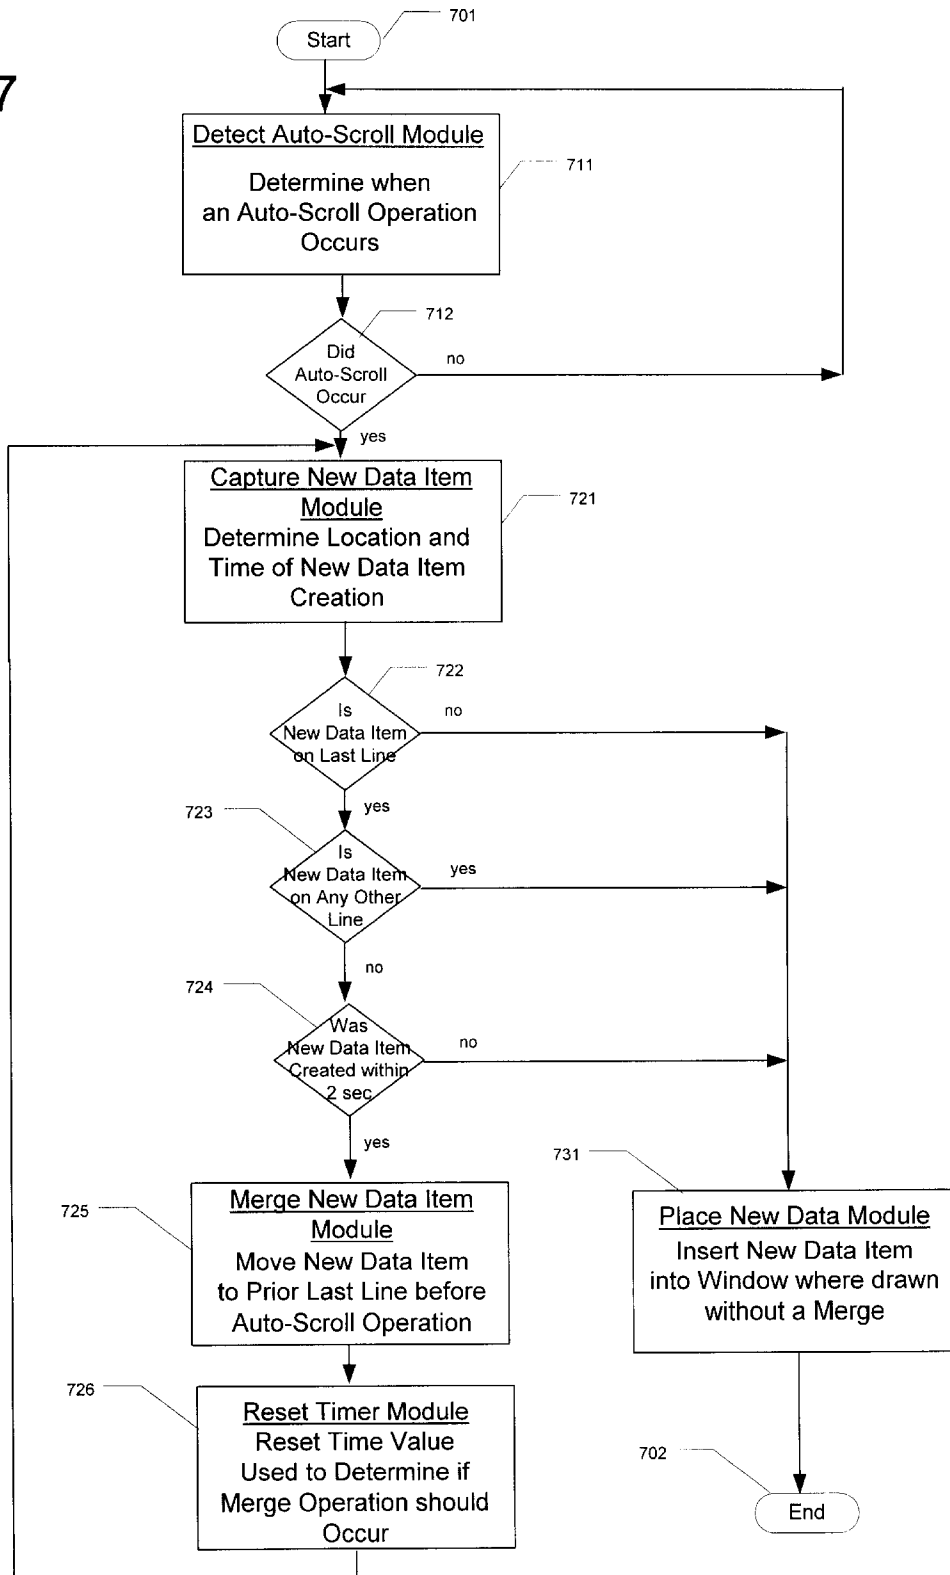 701
Start
7
Detect Auto-Scroll Module
711
Determine when
an Auto-Scroll Operation
Occurs
712
Did
Auto-Scroll
Occur
no
yes
Capture New Data Item
Module
721
Determine Location and
Time of New Data Item
Creation
722
Is
New Data Item
on Last Line
no
yes
723
Is
New Data Item
on Any Other
Line
yes
no
724
Was
New Data Item
Created within
2 sec
no
yes
725
Merge New Data Item
Module
Move New Data Item
to Prior Last Line before
Auto-Scroll Operation
731
Place New Data Module
Insert New Data Item
into Window where drawn
without a Merge
726
Reset Timer Module
Reset Time Value
Used to Determine if
Merge Operation should
Occur
702
End